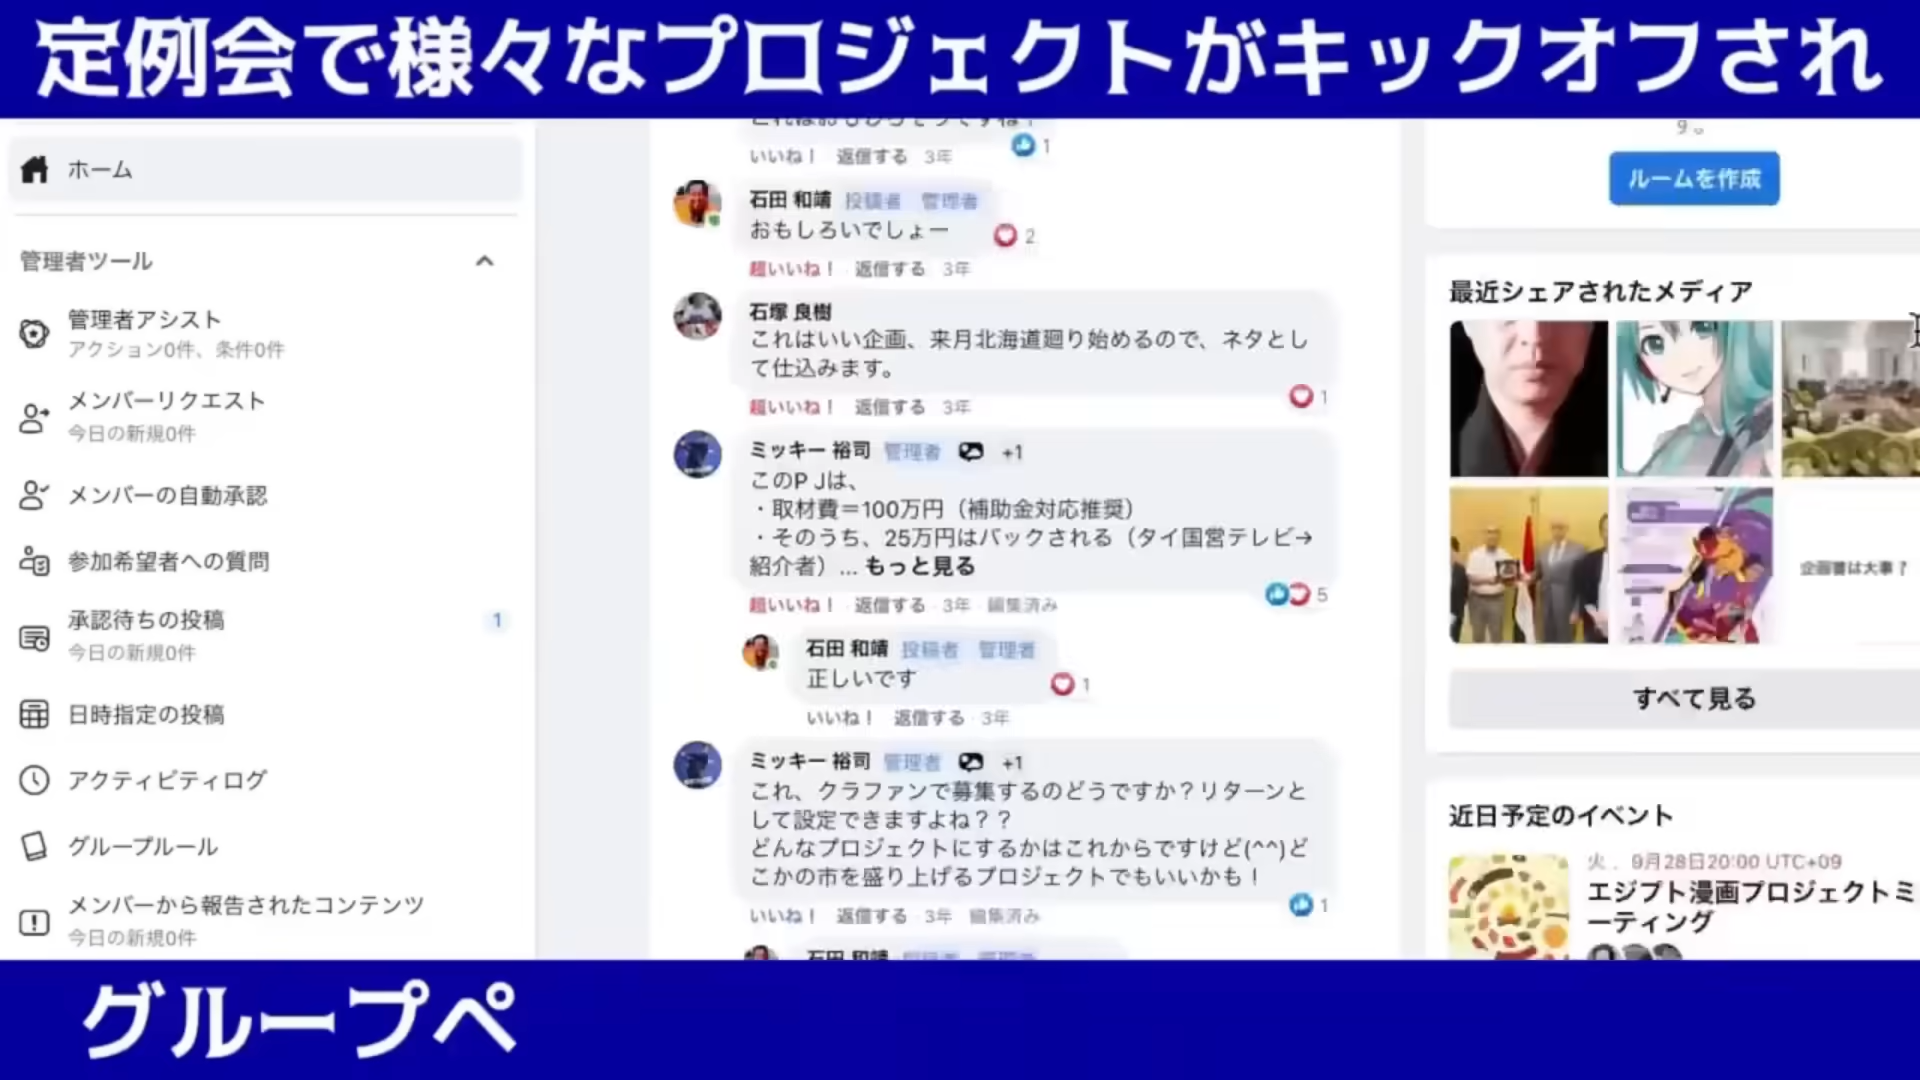 定例会で様々なプロジェクトがキックオフされ
ホーム
管理者ツール
管理者アシスト
アクション0件、条件0件
メンバーリクエスト
今日の新規0件
メンバーの自動承認
参加希望者への質問
承認待ちの投稿
1
今日の新規0件
日時指定の投稿
アクティビティログ
グループルール
メンバーから報告されたコンテンツ
今日の新規0件
いいね! 返信する 3年
1
石田 和靖 投稿者 管理者
おもしろいでしょー
2
超いいね! 返信する 3年
石塚 良樹
これはいい企画、来月北海道廻り始めるので、ネタとし
て仕込みます。
1
超いいね! 返信する 3年
ミッキー 裕司 管理者 +1
このP Jは、
・取材費=100万円(補助金対応推奨)
・そのうち、25万円はバックされる(タイ国営テレビ→
紹介者)... もっと見る
5
超いいね! 返信する 3年 編集済み
石田 和靖 投稿者 管理者
正しいです
1
いいね! 返信する 3年
ミッキー 裕司 管理者 +1
これ、クラファンで募集するのどうですか?リターンと
して設定できますよね??
どんなプロジェクトにするかはこれからですけど(^^)ど
こかの市を盛り上げるプロジェクトでもいいかも!
1
いいね! 返信する 3年 編集済み
ルームを作成
最近シェアされたメディア
企画書は大事?
すべて見る
近日予定のイベント
火、9月28日20:00 UTC+09
エジプト漫画プロジェクトミ
ーティング
グループペ